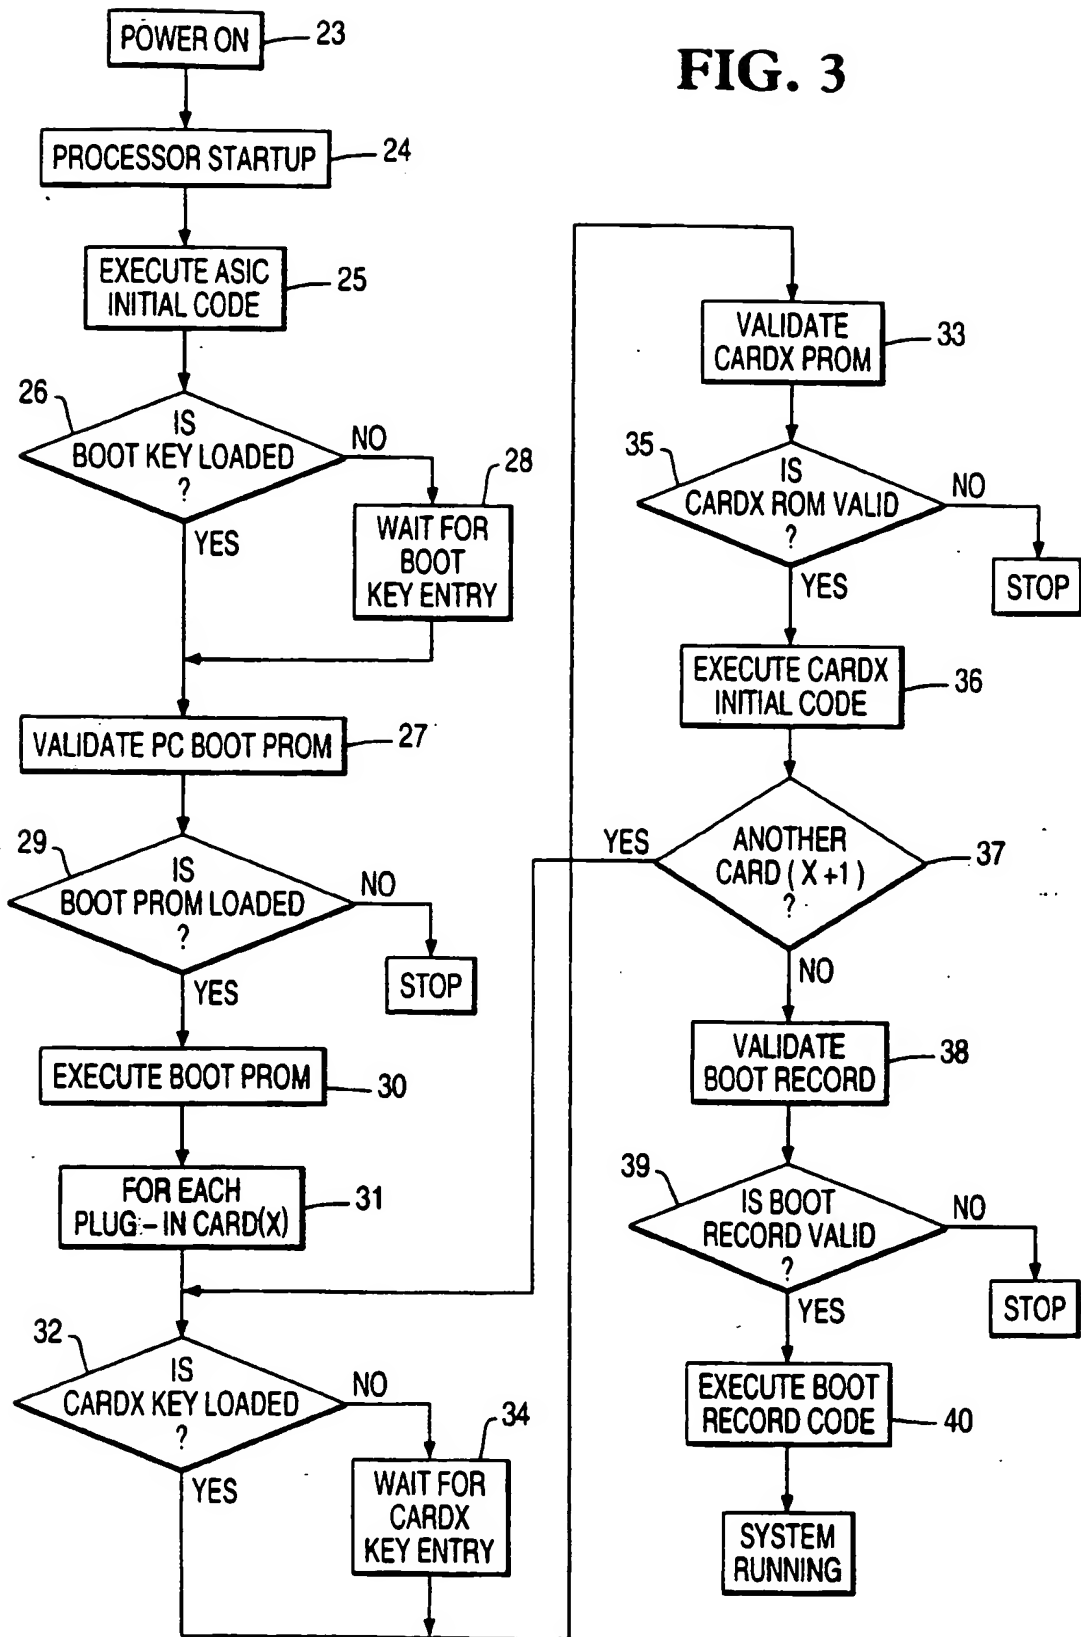 FIG. 3
POWER ON
23
PROCESSOR STARTUP
24
EXECUTE ASIC
INITIAL CODE
25
26
IS
BOOT KEY LOADED
?
NO
YES
28
WAIT FOR
BOOT
KEY ENTRY
VALIDATE PC BOOT PROM
27
29
IS
BOOT PROM LOADED
?
NO
YES
STOP
EXECUTE BOOT PROM
30
FOR EACH
PLUG-IN CARD(X)
31
32
IS
CARDX KEY LOADED
?
NO
YES
34
WAIT FOR
CARDX
KEY ENTRY
VALIDATE
CARDX PROM
33
35
IS
CARDX ROM VALID
?
NO
YES
STOP
EXECUTE CARDX
INITIAL CODE
36
YES
ANOTHER
CARD (X+1)
?
37
NO
VALIDATE
BOOT RECORD
38
39
IS BOOT
RECORD VALID
?
NO
YES
STOP
EXECUTE BOOT
RECORD CODE
40
SYSTEM
RUNNING